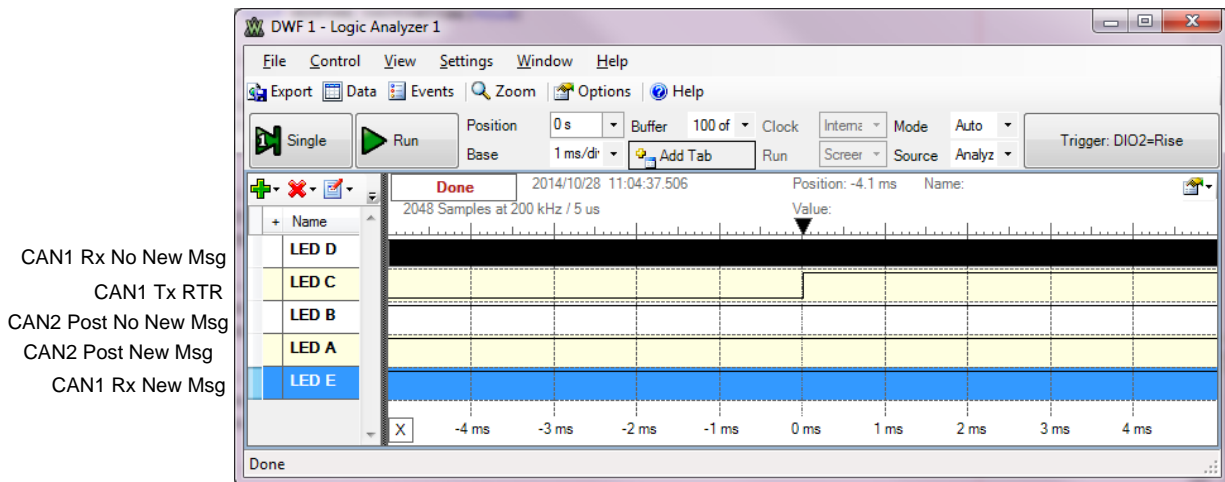 DWF 1 - Logic Analyzer 1
File Control View Settings Window Help
Export Data Events Zoom Options Help
1 Single Run Position 0 s Buffer 100 of Clock Interna Mode Auto Trigger: DIO2=Rise
Base 1 ms/di Add Tab Run Screer Source Analyz
Done 2014/10/28 11:04:37.506 Position: -4.1 ms Name:
2048 Samples at 200 kHz / 5 us Value:
+ Name
CAN1 Rx No New Msg LED D
CAN1 Tx RTR LED C
CAN2 Post No New Msg LED B
CAN2 Post New Msg LED A
CAN1 Rx New Msg LED E
X -4 ms -3 ms -2 ms -1 ms 0 ms 1 ms 2 ms 3 ms 4 ms
Done